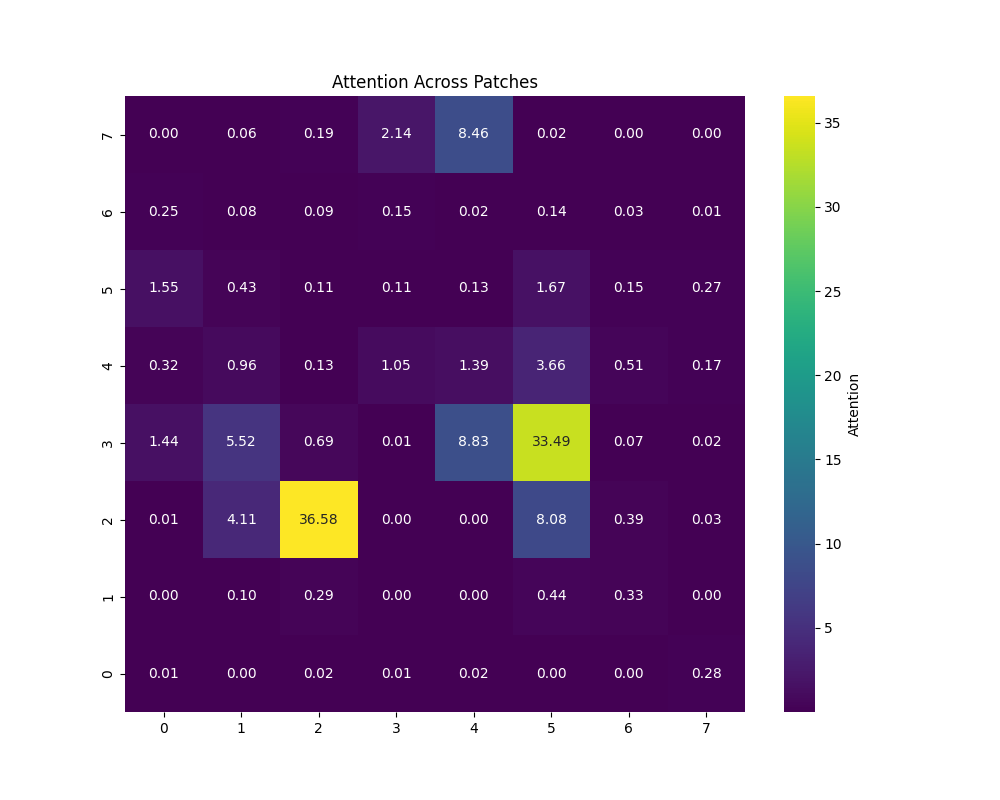 Attention Across Patches
7 0.00 0.06 0.19 2.14 8.46 0.02 0.00 0.00
6 0.25 0.08 0.09 0.15 0.02 0.14 0.03 0.01
5 1.55 0.43 0.11 0.11 0.13 1.67 0.15 0.27
4 0.32 0.96 0.13 1.05 1.39 3.66 0.51 0.17
3 1.44 5.52 0.69 0.01 8.83 33.49 0.07 0.02
2 0.01 4.11 36.58 0.00 0.00 8.08 0.39 0.03
1 0.00 0.10 0.29 0.00 0.00 0.44 0.33 0.00
0 0.01 0.00 0.02 0.01 0.02 0.00 0.00 0.28
0 1 2 3 4 5 6 7
35
30
25
20
15
10
5
Attention